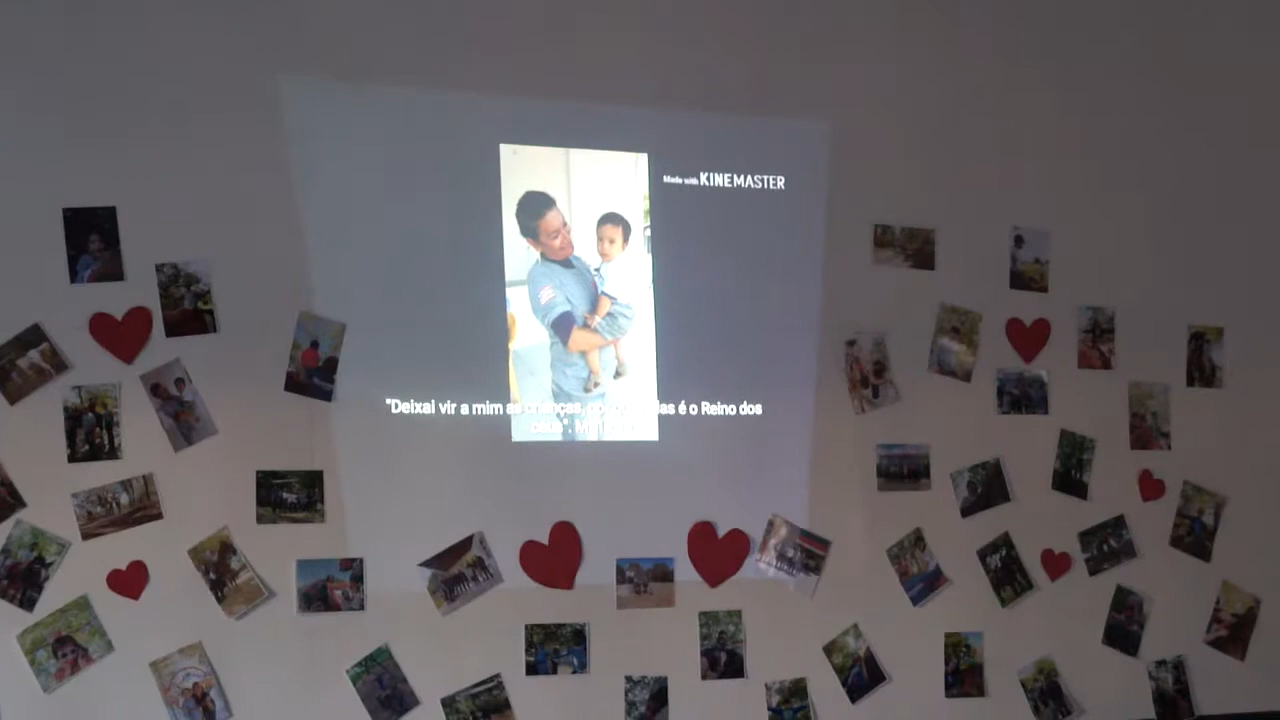 Made with KINEMASTER
"Deixai vir a mim as crianças, é o Reino dos
céus".